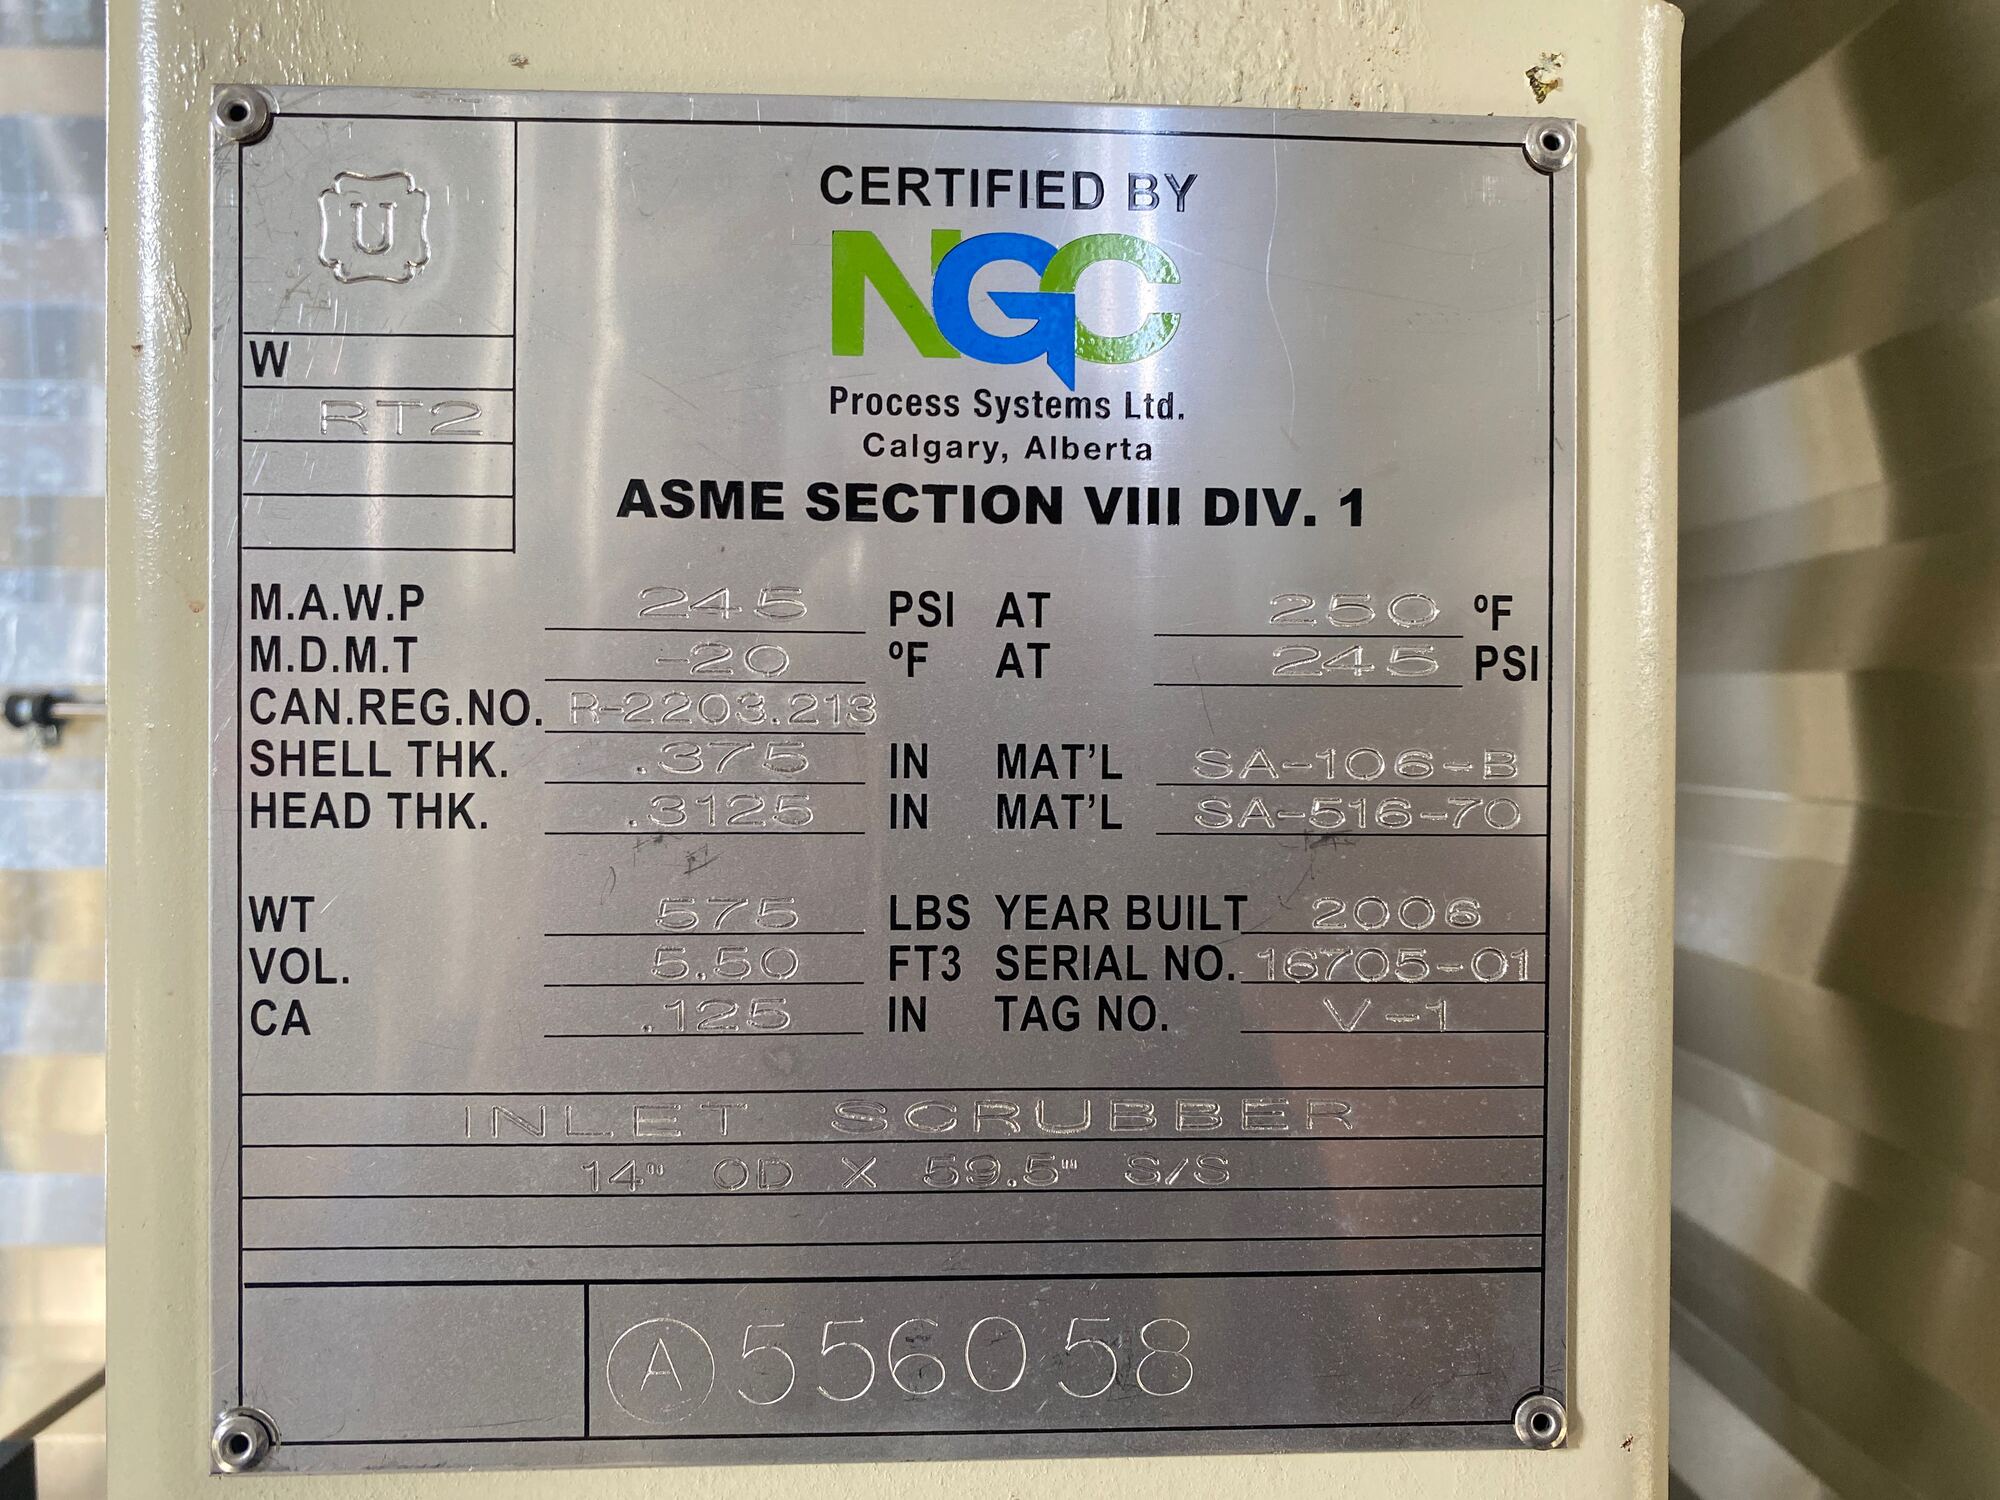 U
W
RT2
CERTIFIED BY
NGC
Process Systems Ltd.
Calgary, Alberta
ASME SECTION VIII DIV. 1
M.A.W.P 245 PSI AT 250 ºF
M.D.M.T -20 ºF AT 245 PSI
CAN.REG.NO. R-2203.213
SHELL THK. .375 IN MAT'L SA-106-B
HEAD THK. .3125 IN MAT'L SA-516-70
WT 575 LBS YEAR BUILT 2006
VOL. 5.50 FT3 SERIAL NO. 16705-01
CA .125 IN TAG NO. V-1
INLET SCRUBBER
14" OD X 59.5" S/S
A 556058